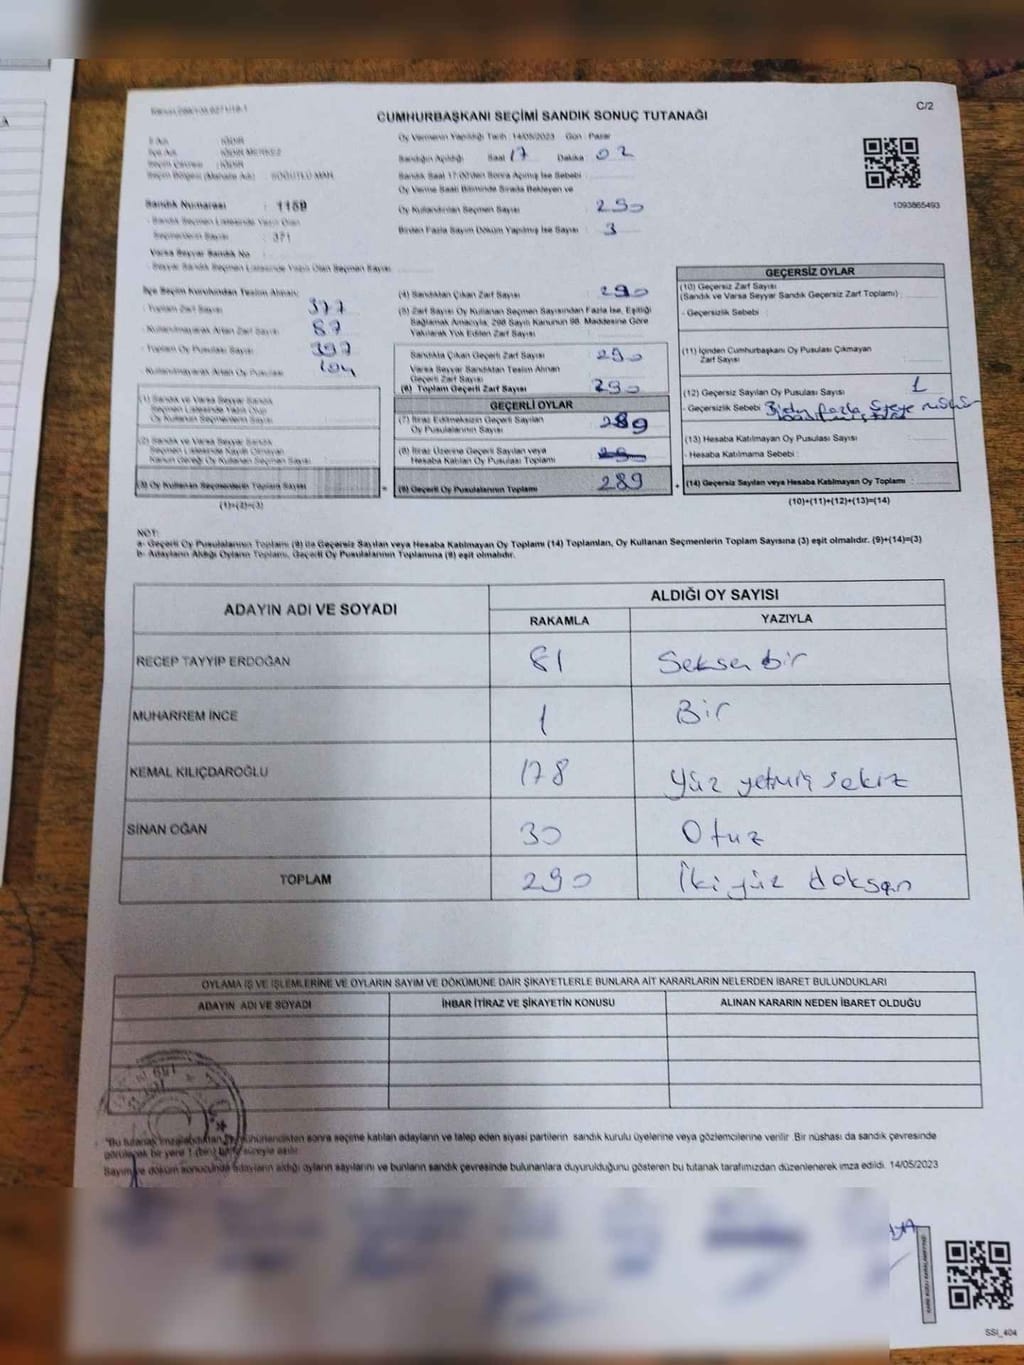 C/2
CUMHURBAŞKANI SEÇİMİ SANDIK SONUÇ TUTANAĞI
Oy Vermenin Yapıldığı Tarih : 14/05/2023 Gün : Pazar
Sandığın Açıldığı Saat 17 Dakika 02
Sandık Saat 17:00'den Sonra Açılmış İse Sebebi
Oy Verme Saati Bitiminde Sırada Bekleyen ve
Oy Kullandırılan Seçmen Sayısı 290
Birden Fazla Sayım Döküm Yapılmış İse Sayısı 3
1093865493
İl Adı : IĞDIR
İlçe Adı : IĞDIR MERKEZ
Seçim Çevresi : IĞDIR
Seçim Bölgesi (Mahalle Adı) : SÖĞÜTLÜ MAH.
Sandık Numarası : 1159
- Sandık Seçmen Listesinde Yazılı Olan
Seçmenlerin Sayısı : 371
Varsa Seyyar Sandık No
- Seyyar Sandık Seçmen Listesinde Yazılı Olan Seçmen Sayısı
İlçe Seçim Kurulundan Teslim Alınan:
- Toplam Zarf Sayısı 377
- Kullanılmayarak Artan Zarf Sayısı 87
- Toplam Oy Pusulası Sayısı
- Kullanılmayarak Artan Oy Pusulası
(1) Sandık ve Varsa Seyyar Sandık
Seçmen Listesinde Yazılı Olup
Oy Kullanan Seçmenlerin Sayısı
(2) Sandık ve Varsa Seyyar Sandık
Seçmen Listesinde Kayıtlı Olmayan
Kanun Gereği Oy Kullanan Seçmen Sayısı
(3) Oy Kullanan Seçmenlerin Toplam Sayısı
(1)+(2)=(3)
(4) Sandıktan Çıkan Zarf Sayısı 290
(5) Zarf Sayısı Oy Kullanan Seçmen Sayısından Fazla İse, Eşitliği
Sağlamak Amacıyla, 298 Sayılı Kanunun 98. Maddesine Göre
Yakılarak Yok Edilen Zarf Sayısı
Sandıkta Çıkan Geçerli Zarf Sayısı 290
Varsa Seyyar Sandıktan Teslim Alınan
Geçerli Zarf Sayısı
(6) Toplam Geçerli Zarf Sayısı 290
GEÇERLİ OYLAR
(7) İtiraz Edilmeksizin Geçerli Sayılan
Oy Pusulalarının Sayısı 289
(8) İtiraz Üzerine Geçerli Sayılan veya
Hesaba Katılan Oy Pusulası Toplamı
(9) Geçerli Oy Pusulalarının Toplamı 289
GEÇERSİZ OYLAR
(10) Geçersiz Zarf Sayısı
(Sandık ve Varsa Seyyar Sandık Geçersiz Zarf Toplamı)
- Geçersizlik Sebebi :
(11) İçinden Cumhurbaşkanı Oy Pusulası Çıkmayan
Zarf Sayısı
(12) Geçersiz Sayılan Oy Pusulası Sayısı 1
- Geçersizlik Sebebi : Birden fazla
(13) Hesaba Katılmayan Oy Pusulası Sayısı
- Hesaba Katılmama Sebebi :
(14) Geçersiz Sayılan veya Hesaba Katılmayan Oy Toplamı :
(10)+(11)+(12)+(13)=(14)
NOT:
a- Geçerli Oy Pusulalarının Toplamı (9) ile Geçersiz Sayılan veya Hesaba Katılmayan Oy Toplamı (14) Toplamları, Oy Kullanan Seçmenlerin Toplam Sayısına (3) eşit olmalıdır. (9)+(14)=(3)
b- Adayların Aldığı Oyların Toplamı, Geçerli Oy Pusulalarının Toplamına (9) eşit olmalıdır.
ADAYIN ADI VE SOYADI
ALDIĞI OY SAYISI
RAKAMLA YAZIYLA
RECEP TAYYİP ERDOĞAN 81 Seksen bir
MUHARREM İNCE 1 Bir
KEMAL KILIÇDAROĞLU 178 Yüz yetmiş sekiz
SİNAN OĞAN 30 Otuz
TOPLAM 290 İki yüz doksan
OYLAMA İŞ VE İŞLEMLERİNE VE OYLARIN SAYIM VE DÖKÜMÜNE DAİR ŞİKAYETLERLE BUNLARA AİT KARARLARIN NELERDEN İBARET BULUNDUKLARI
ADAYIN ADI VE SOYADI İHBAR İTİRAZ VE ŞİKAYETİN KONUSU ALINAN KARARIN NEDEN İBARET OLDUĞU
*Bu tutanak imzalandıktan ve mühürlendikten sonra seçime katılan adayların ve talep eden siyasi partilerin sandık kurulu üyelerine veya gözlemcilerine verilir. Bir nüshası da sandık çevresinde
görülecek bir yere 1 (bir) hafta süreyle asılır.
Sayım ve döküm sonucunda adayların aldığı oyların sayılarını ve bunların sandık çevresinde bulunanlara duyurulduğunu gösteren bu tutanak tarafımızdan düzenlenerek imza edildi. 14/05/2023
SSI_404